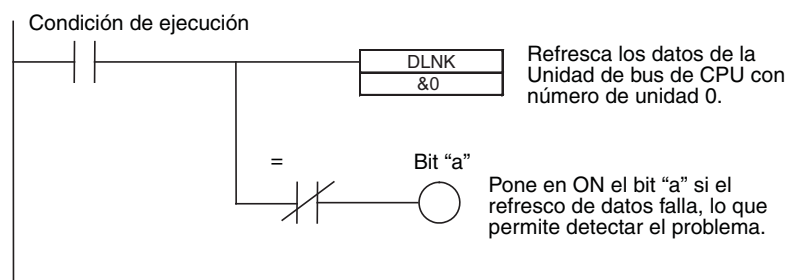 Condición de ejecución
DLNK
&0
Refresca los datos de la
Unidad de bus de CPU con
número de unidad 0.
=
Bit “a”
Pone en ON el bit “a” si el
refresco de datos falla, lo que
permite detectar el problema.